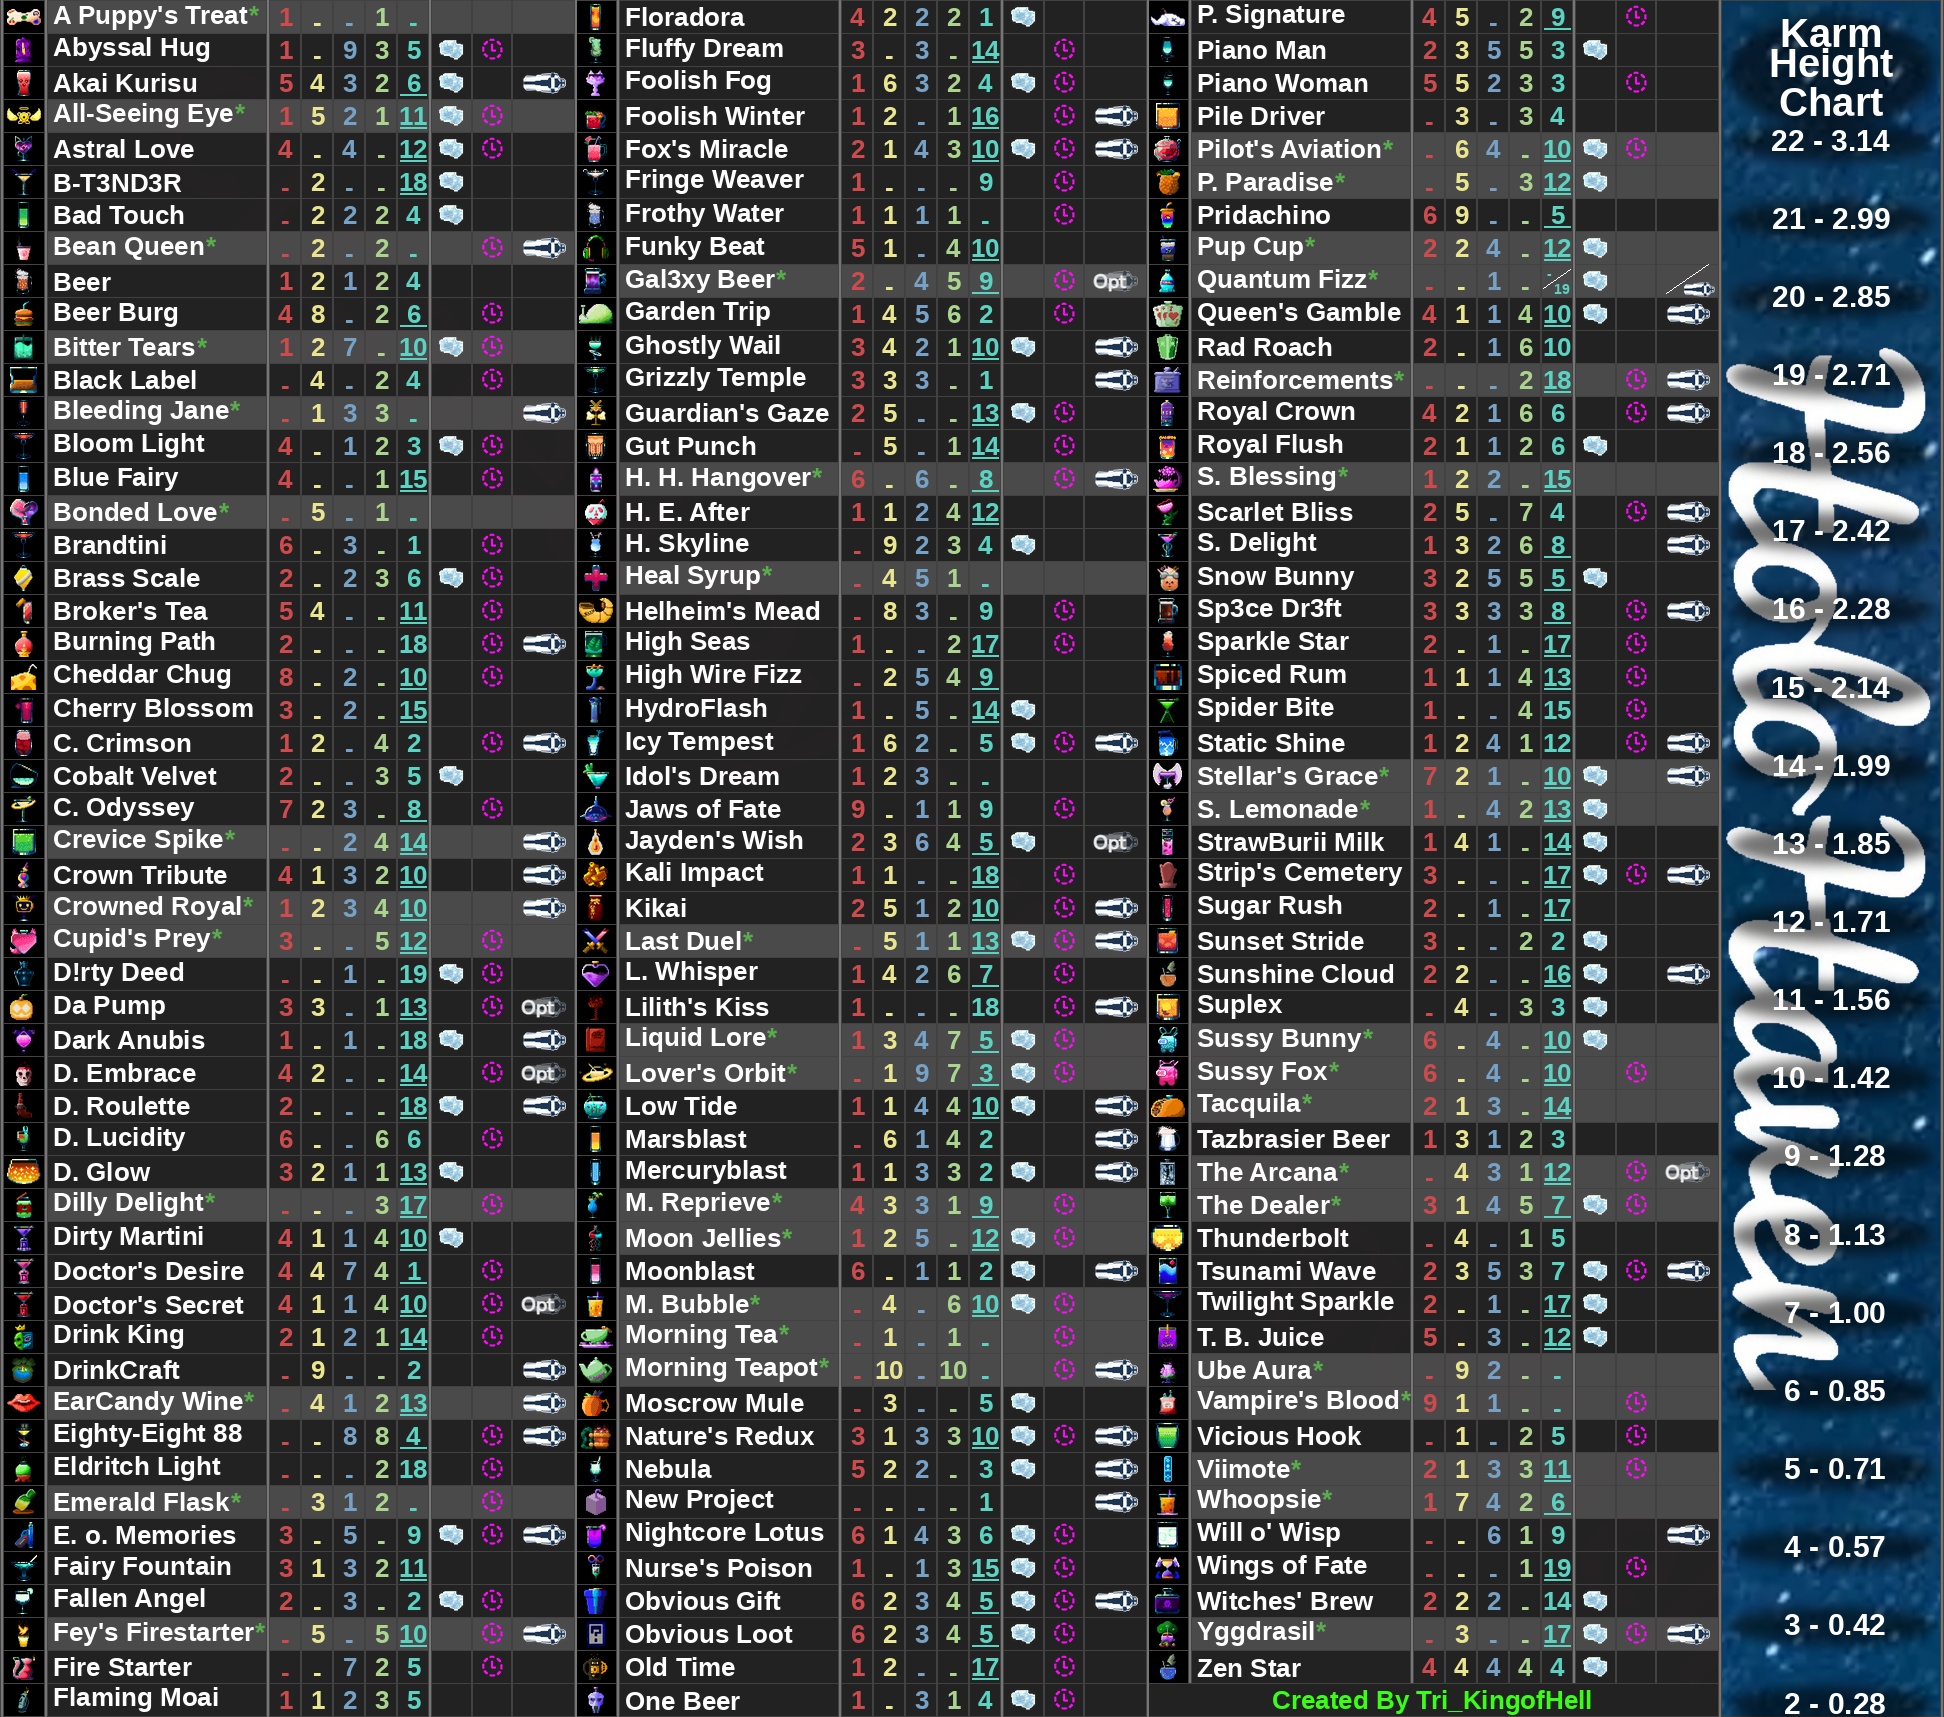 A Puppy's Treat* 1 - - 1 -
Abyssal Hug 1 - 9 3 5
Akai Kurisu 5 4 3 2 6
All-Seeing Eye* 1 5 2 1 11
Astral Love 4 - 4 - 12
B-T3ND3R - 2 - - 18
Bad Touch - 2 2 2 4
Bean Queen* - 2 - 2 -
Beer 1 2 1 2 4
Beer Burg 4 8 - 2 6
Bitter Tears* 1 2 7 - 10
Black Label - 4 - 2 4
Bleeding Jane* - 1 3 3 -
Bloom Light 4 - 1 2 3
Blue Fairy 4 - - 1 15
Bonded Love* - 5 - 1 -
Brandtini 6 - 3 - 1
Brass Scale 2 - 2 3 6
Broker's Tea 5 4 - - 11
Burning Path 2 - - - 18
Cheddar Chug 8 - 2 - 10
Cherry Blossom 3 - 2 - 15
C. Crimson 1 2 - 4 2
Cobalt Velvet 2 - - 3 5
C. Odyssey 7 2 3 - 8
Crevice Spike* - - 2 4 14
Crown Tribute 4 1 3 2 10
Crowned Royal* 1 2 3 4 10
Cupid's Prey* 3 - - 5 12
D!rty Deed - - 1 - 19
Da Pump 3 3 - 1 13 Opt
Dark Anubis 1 - 1 - 18
D. Embrace 4 2 - - 14 Opt
D. Roulette 2 - - - 18
D. Lucidity 6 - - 6 6
D. Glow 3 2 1 1 13
Dilly Delight* - - - 3 17
Dirty Martini 4 1 1 4 10
Doctor's Desire 4 4 7 4 1
Doctor's Secret 4 1 1 4 10 Opt
Drink King 2 1 2 1 14
DrinkCraft - 9 - - 2
EarCandy Wine* - 4 1 2 13
Eighty-Eight 88 - - 8 8 4
Eldritch Light - - - 2 18
Emerald Flask* - 3 1 2 -
E. o. Memories 3 - 5 - 9
Fairy Fountain 3 1 3 2 11
Fallen Angel 2 - 3 - 2
Fey's Firestarter* - 5 - 5 10
Fire Starter - - 7 2 5
Flaming Moai 1 1 2 3 5
Floradora 4 2 2 2 1
Fluffy Dream 3 - 3 - 14
Foolish Fog 1 6 3 2 4
Foolish Winter 1 2 - 1 16
Fox's Miracle 2 1 4 3 10
Fringe Weaver 1 - - - 9
Frothy Water 1 1 1 1 -
Funky Beat 5 1 - 4 10
Gal3xy Beer* 2 - 4 5 9 Opt
Garden Trip 1 4 5 6 2
Ghostly Wail 3 4 2 1 10
Grizzly Temple 3 3 3 - 1
Guardian's Gaze 2 5 - - 13
Gut Punch - 5 - 1 14
H. H. Hangover* 6 - 6 - 8
H. E. After 1 1 2 4 12
H. Skyline - 9 2 3 4
Heal Syrup* - 4 5 1 -
Helheim's Mead - 8 3 - 9
High Seas 1 - - 2 17
High Wire Fizz - 2 5 4 9
HydroFlash 1 - 5 - 14
Icy Tempest 1 6 2 - 5
Idol's Dream 1 2 3 - -
Jaws of Fate 9 - 1 1 9
Jayden's Wish 2 3 6 4 5 Opt
Kali Impact 1 1 - - 18
Kikai 2 5 1 2 10
Last Duel* - 5 1 1 13
L. Whisper 1 4 2 6 7
Lilith's Kiss 1 - - - 18
Liquid Lore* 1 3 4 7 5
Lover's Orbit* - 1 9 7 3
Low Tide 1 1 4 4 10
Marsblast - 6 1 4 2
Mercuryblast 1 1 3 3 2
M. Reprieve* 4 3 3 1 9
Moon Jellies* 1 2 5 - 12
Moonblast 6 - 1 1 2
M. Bubble* - 4 - 6 10
Morning Tea* - 1 - 1 -
Morning Teapot* - 10 - 10 -
Moscrow Mule - 3 - - 5
Nature's Redux 3 1 3 3 10
Nebula 5 2 2 - 3
New Project - - - - 1
Nightcore Lotus 6 1 4 3 6
Nurse's Poison 1 - 1 3 15
Obvious Gift 6 2 3 4 5
Obvious Loot 6 2 3 4 5
Old Time 1 2 - - 17
One Beer 1 - 3 1 4
P. Signature 4 5 - 2 9
Piano Man 2 3 5 5 3
Piano Woman 5 5 2 3 3
Pile Driver - 3 - 3 4
Pilot's Aviation* - 6 4 - 10
P. Paradise* - 5 - 3 12
Pridachino 6 9 - - 5
Pup Cup* 2 2 4 - 12
Quantum Fizz* - - 1 - -/19
Queen's Gamble 4 1 1 4 10
Rad Roach 2 - 1 6 10
Reinforcements* - - - 2 18
Royal Crown 4 2 1 6 6
Royal Flush 2 1 1 2 6
S. Blessing* 1 2 2 - 15
Scarlet Bliss 2 5 - 7 4
S. Delight 1 3 2 6 8
Snow Bunny 3 2 5 5 5
Sp3ce Dr3ft 3 3 3 3 8
Sparkle Star 2 - 1 - 17
Spiced Rum 1 1 1 4 13
Spider Bite 1 - - 4 15
Static Shine 1 2 4 1 12
Stellar's Grace* 7 2 1 - 10
S. Lemonade* 1 - 4 2 13
StrawBurii Milk 1 4 1 - 14
Strip's Cemetery 3 - - - 17
Sugar Rush 2 - 1 - 17
Sunset Stride 3 - - 2 2
Sunshine Cloud 2 2 - - 16
Suplex - 4 - 3 3
Sussy Bunny* 6 - 4 - 10
Sussy Fox* 6 - 4 - 10
Tacquila* 2 1 3 - 14
Tazbrasier Beer 1 3 1 2 3
The Arcana* - 4 3 1 12 Opt
The Dealer* 3 1 4 5 7
Thunderbolt - 4 - 1 5
Tsunami Wave 2 3 5 3 7
Twilight Sparkle 2 - 1 - 17
T. B. Juice 5 - 3 - 12
Ube Aura* - 9 2 - -
Vampire's Blood* 9 1 1 - -
Vicious Hook - 1 - 2 5
Viimote* 2 1 3 3 11
Whoopsie* 1 7 4 2 6
Will o' Wisp - - 6 1 9
Wings of Fate - - - 1 19
Witches' Brew 2 2 2 - 14
Yggdrasil* - 3 - - 17
Zen Star 4 4 4 4 4
Created By Tri_KingofHell
Karm
Height
Chart
22 - 3.14
21 - 2.99
20 - 2.85
19 - 2.71
18 - 2.56
17 - 2.42
16 - 2.28
15 - 2.14
14 - 1.99
13 - 1.85
12 - 1.71
11 - 1.56
10 - 1.42
9 - 1.28
8 - 1.13
7 - 1.00
6 - 0.85
5 - 0.71
4 - 0.57
3 - 0.42
2 - 0.28
Holo-Haven